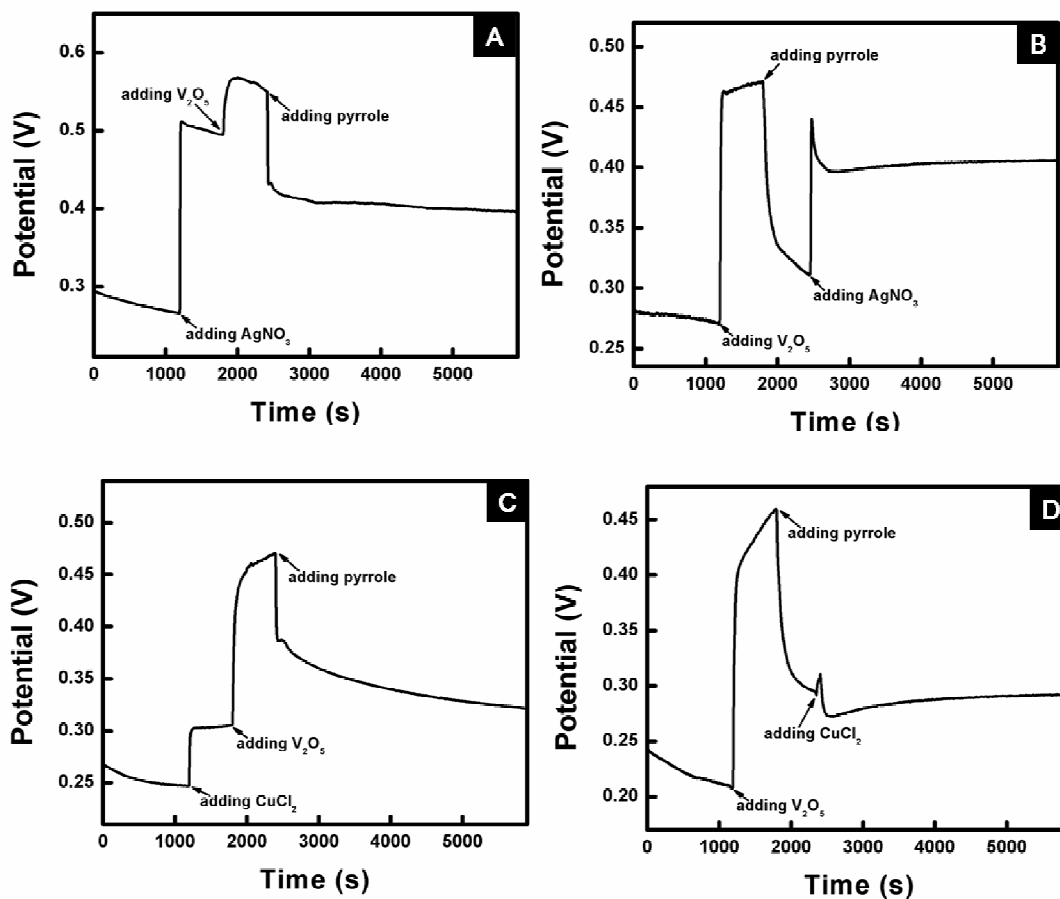 A
Potential (V)
0.6
0.5
0.4
0.3
adding V₂O₅
adding pyrrole
adding AgNO₃
0 1000 2000 3000 4000 5000
Time (s)
B
Potential (V)
0.50
0.45
0.40
0.35
0.30
0.25
adding pyrrole
adding AgNO₃
adding V₂O₅
0 1000 2000 3000 4000 5000
Time (s)
C
Potential (V)
0.50
0.45
0.40
0.35
0.30
0.25
adding pyrrole
adding V₂O₅
adding CuCl₂
0 1000 2000 3000 4000 5000
Time (s)
D
Potential (V)
0.45
0.40
0.35
0.30
0.25
0.20
adding pyrrole
adding CuCl₂
adding V₂O₅
0 1000 2000 3000 4000 5000
Time (s)